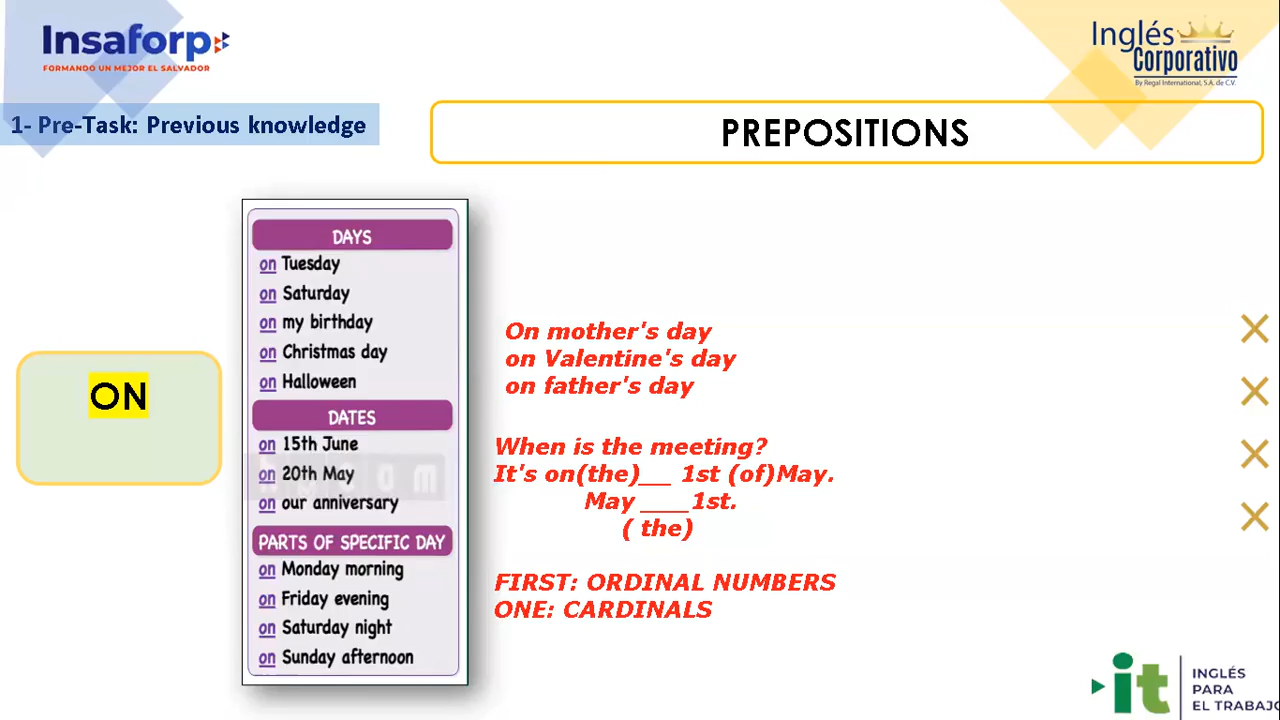 Insaforp
FORMANDO UN MEJOR EL SALVADOR
Inglés
Corporativo
By Regal International, S.A. de C.V.
1- Pre-Task: Previous knowledge
PREPOSITIONS
ON
DAYS
on Tuesday
on Saturday
on my birthday
on Christmas day
on Halloween
DATES
on 15th June
on 20th May
on our anniversary
PARTS OF SPECIFIC DAY
on Monday morning
on Friday evening
on Saturday night
on Sunday afternoon
On mother's day
on Valentine's day
on father's day
When is the meeting?
It's on(the)__ 1st (of)May.
May ___1st.
( the)
FIRST: ORDINAL NUMBERS
ONE: CARDINALS
it
INGLÉS
PARA
EL TRABAJO